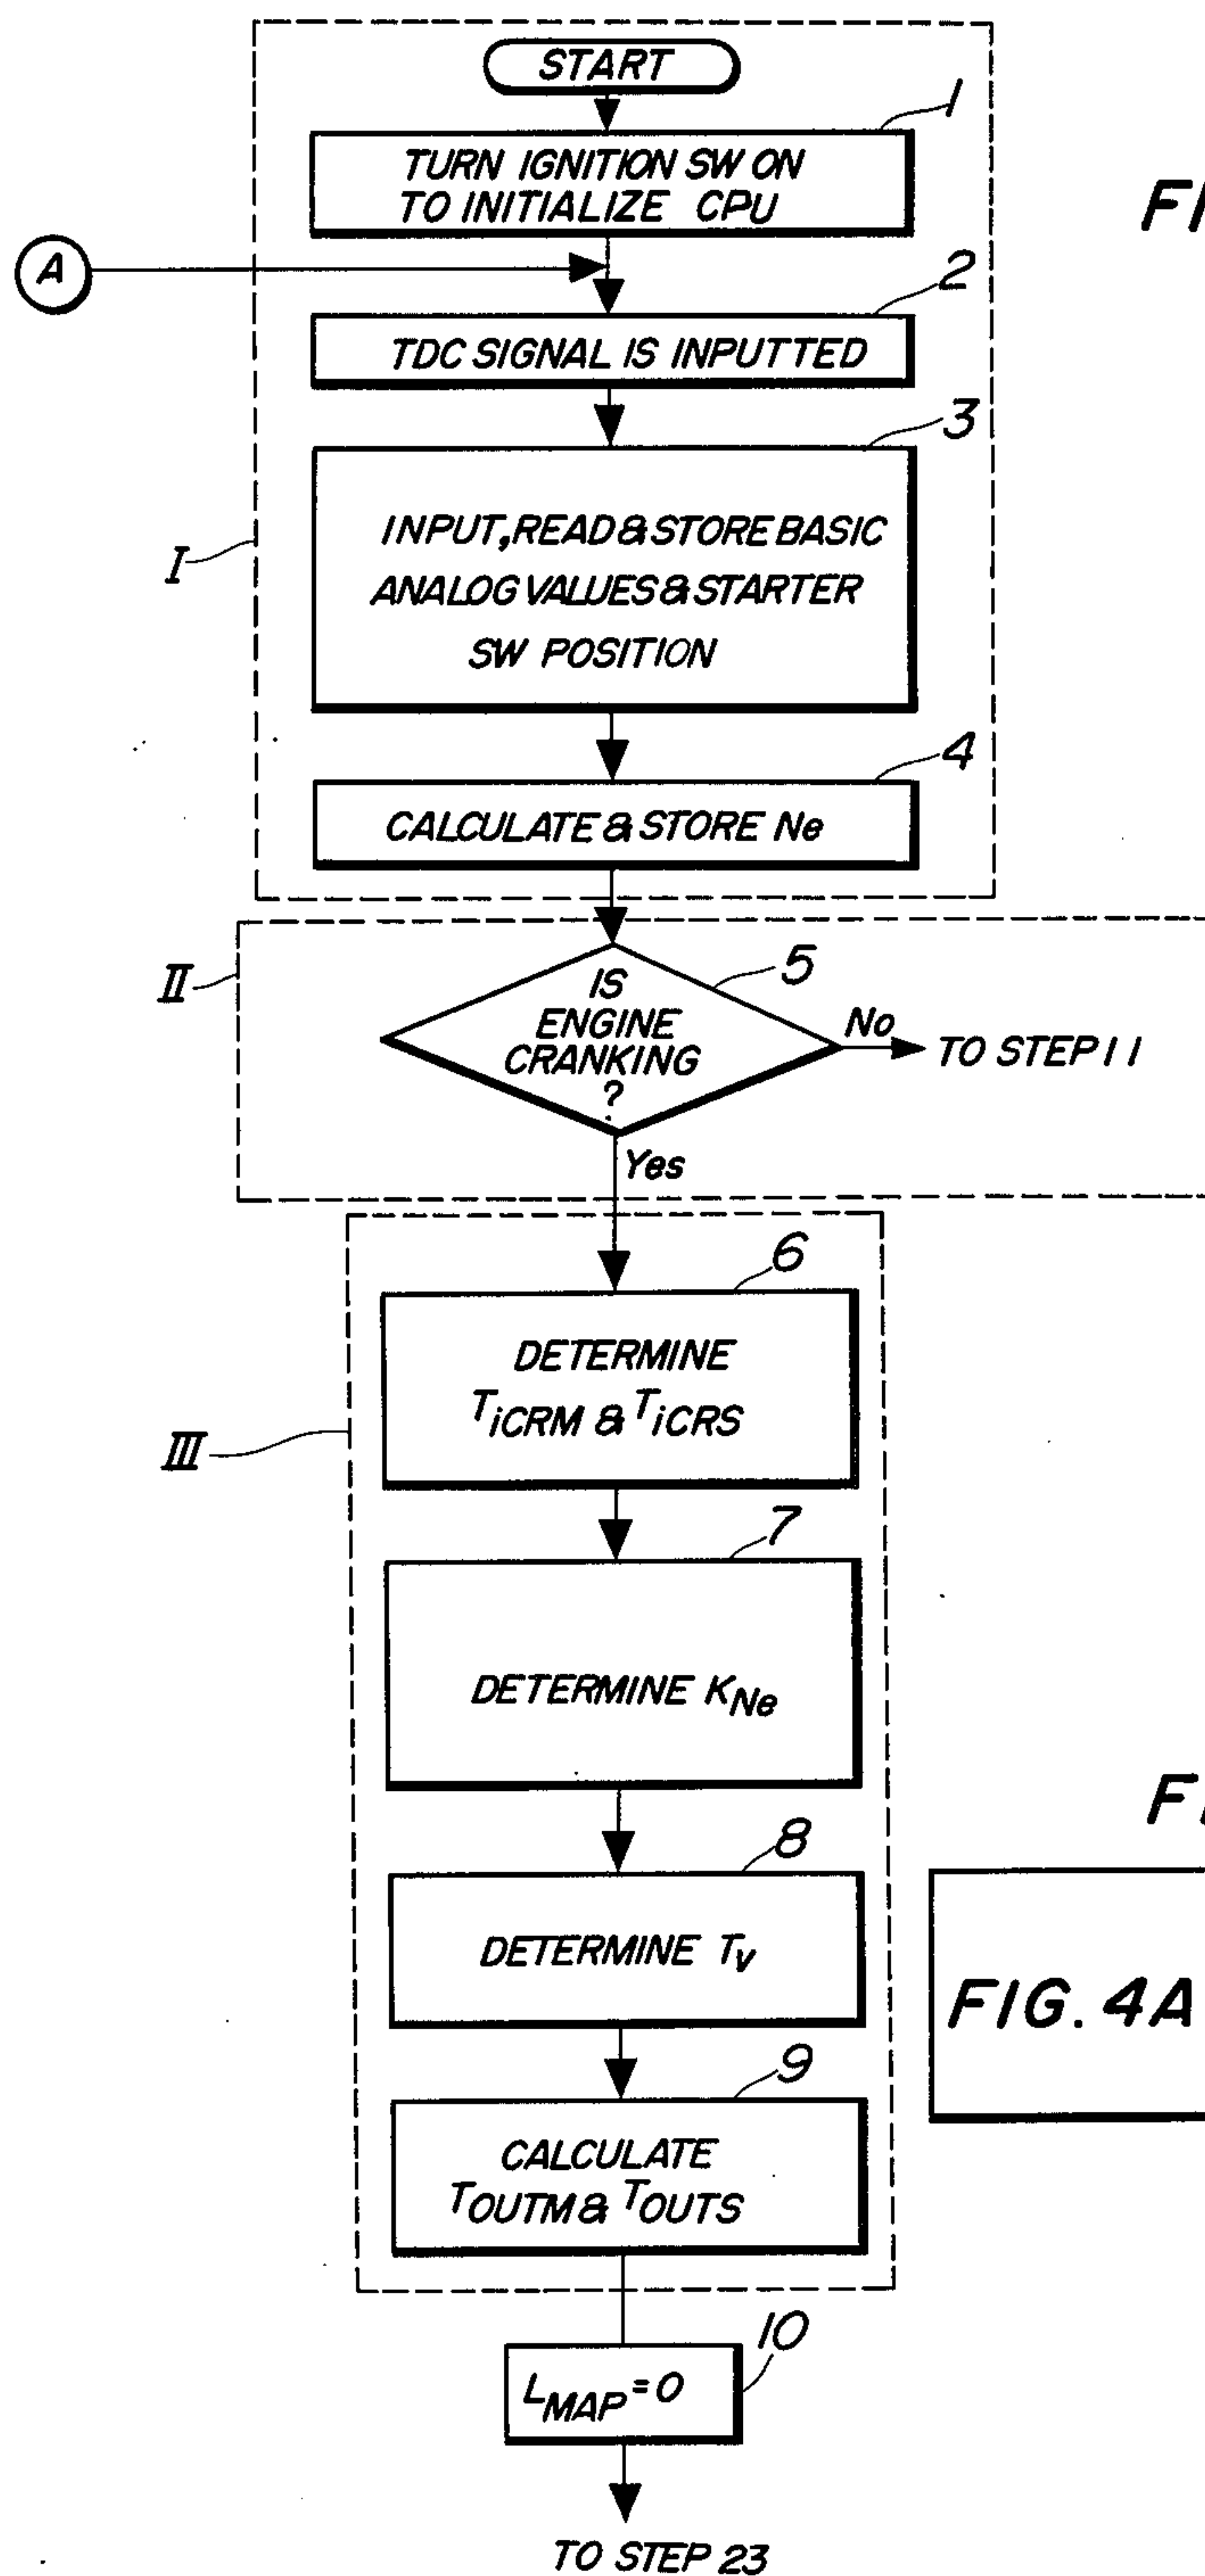 START
1
TURN IGNITION SW ON
TO INITIALIZE CPU
A
2
TDC SIGNAL IS INPUTTED
3
INPUT, READ & STORE BASIC
ANALOG VALUES & STARTER
SW POSITION
I
4
CALCULATE & STORE Ne
II
5
IS
ENGINE
CRANKING
?
No
TO STEP 11
Yes
6
DETERMINE
TiCRM & TiCRS
III
7
DETERMINE KNe
8
DETERMINE TV
FIG. 4A
9
CALCULATE
TOUTM & TOUTS
10
LMAP = 0
TO STEP 23